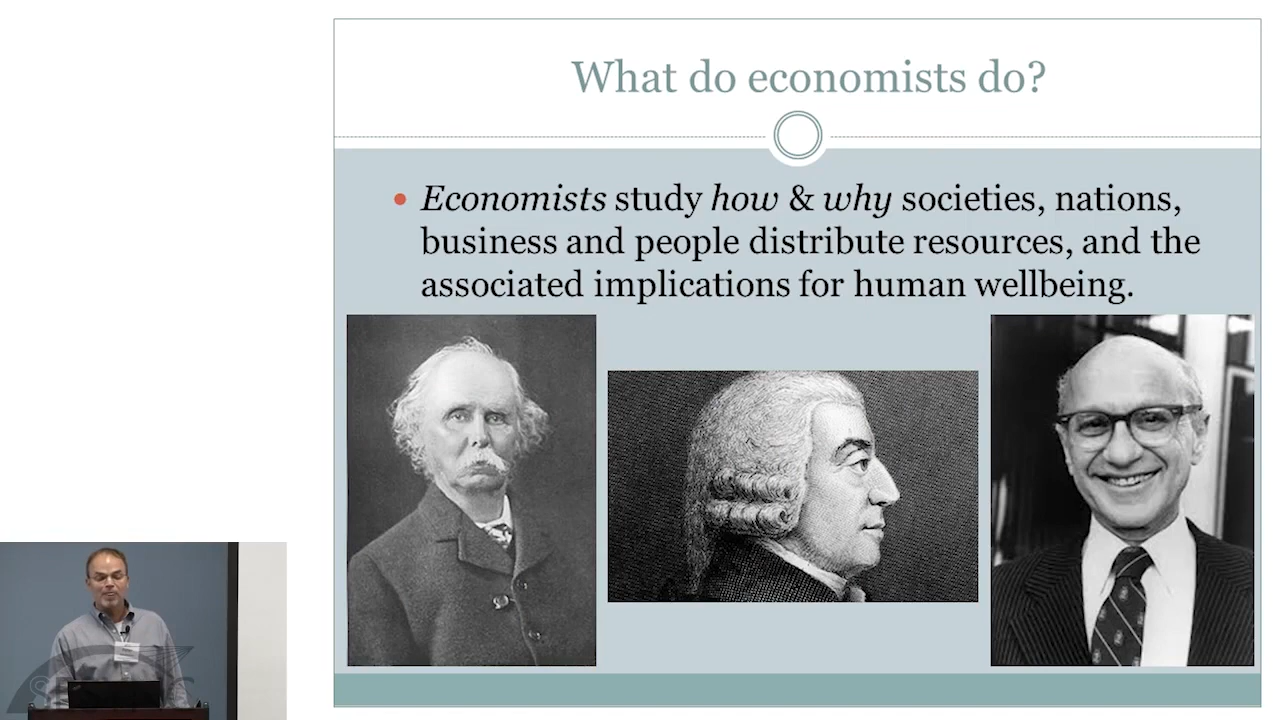 What do economists do?
Economists study how & why societies, nations,
business and people distribute resources, and the
associated implications for human wellbeing.